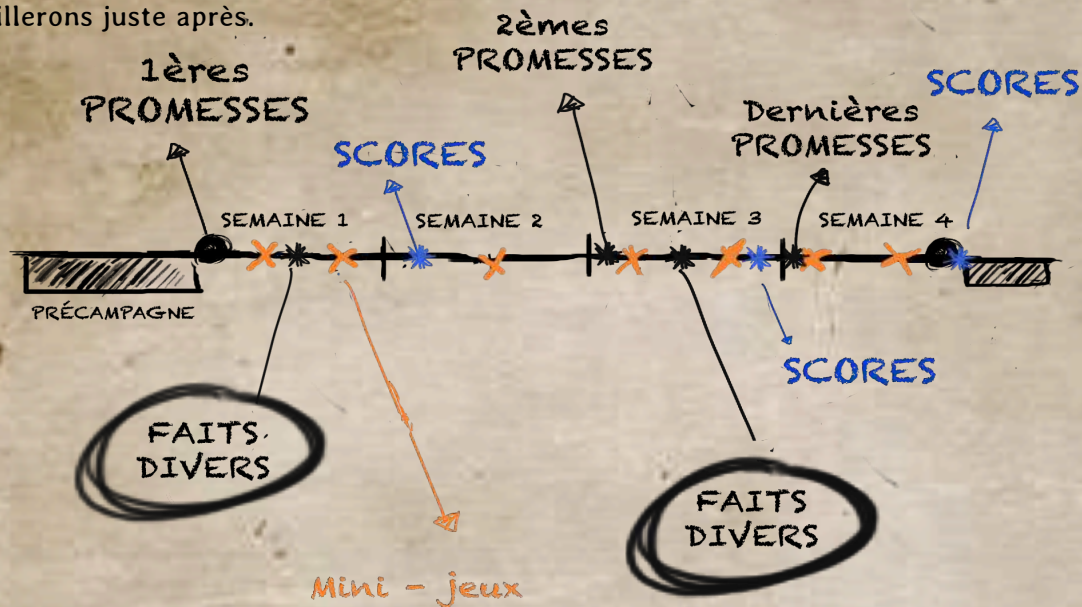 illerons juste après.
2èmes
PROMESSES
1ères
PROMESSES
SCORES
Dernières
PROMESSES
SCORES
SEMAINE 1
SEMAINE 2
SEMAINE 3
SEMAINE 4
PRÉCAMPAGNE
SCORES
FAITS
DIVERS
FAITS
DIVERS
Mini - jeux